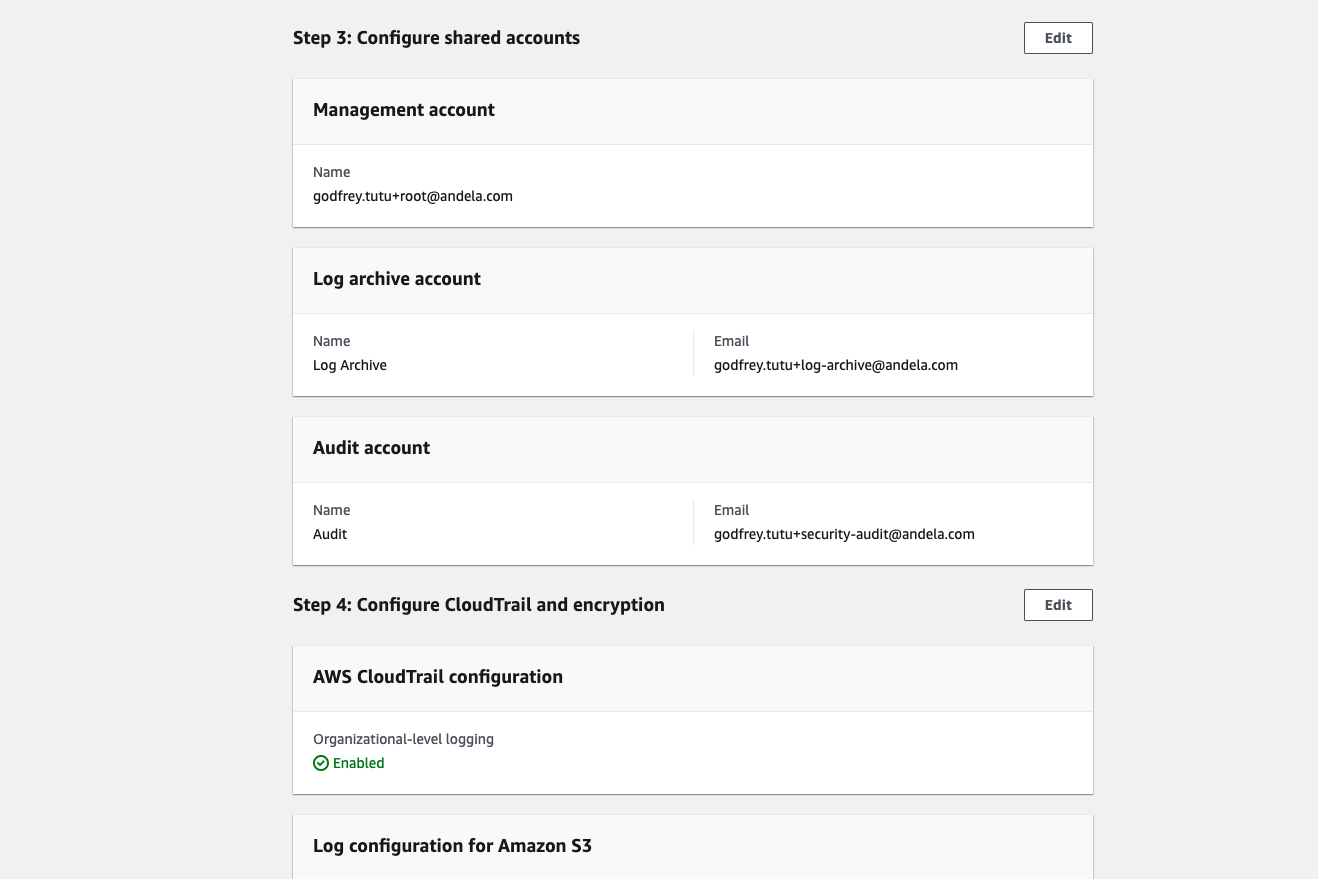 Step 3: Configure shared accounts
Edit
Management account
Name
godfrey.tutu+root@andela.com
Log archive account
Name
Email
Log Archive
godfrey.tutu+log-archive@andela.com
Audit account
Name
Email
Audit
godfrey.tutu+security-audit@andela.com
Step 4: Configure CloudTrail and encryption
Edit
AWS CloudTrail configuration
Organizational-level logging
Enabled
Log configuration for Amazon S3